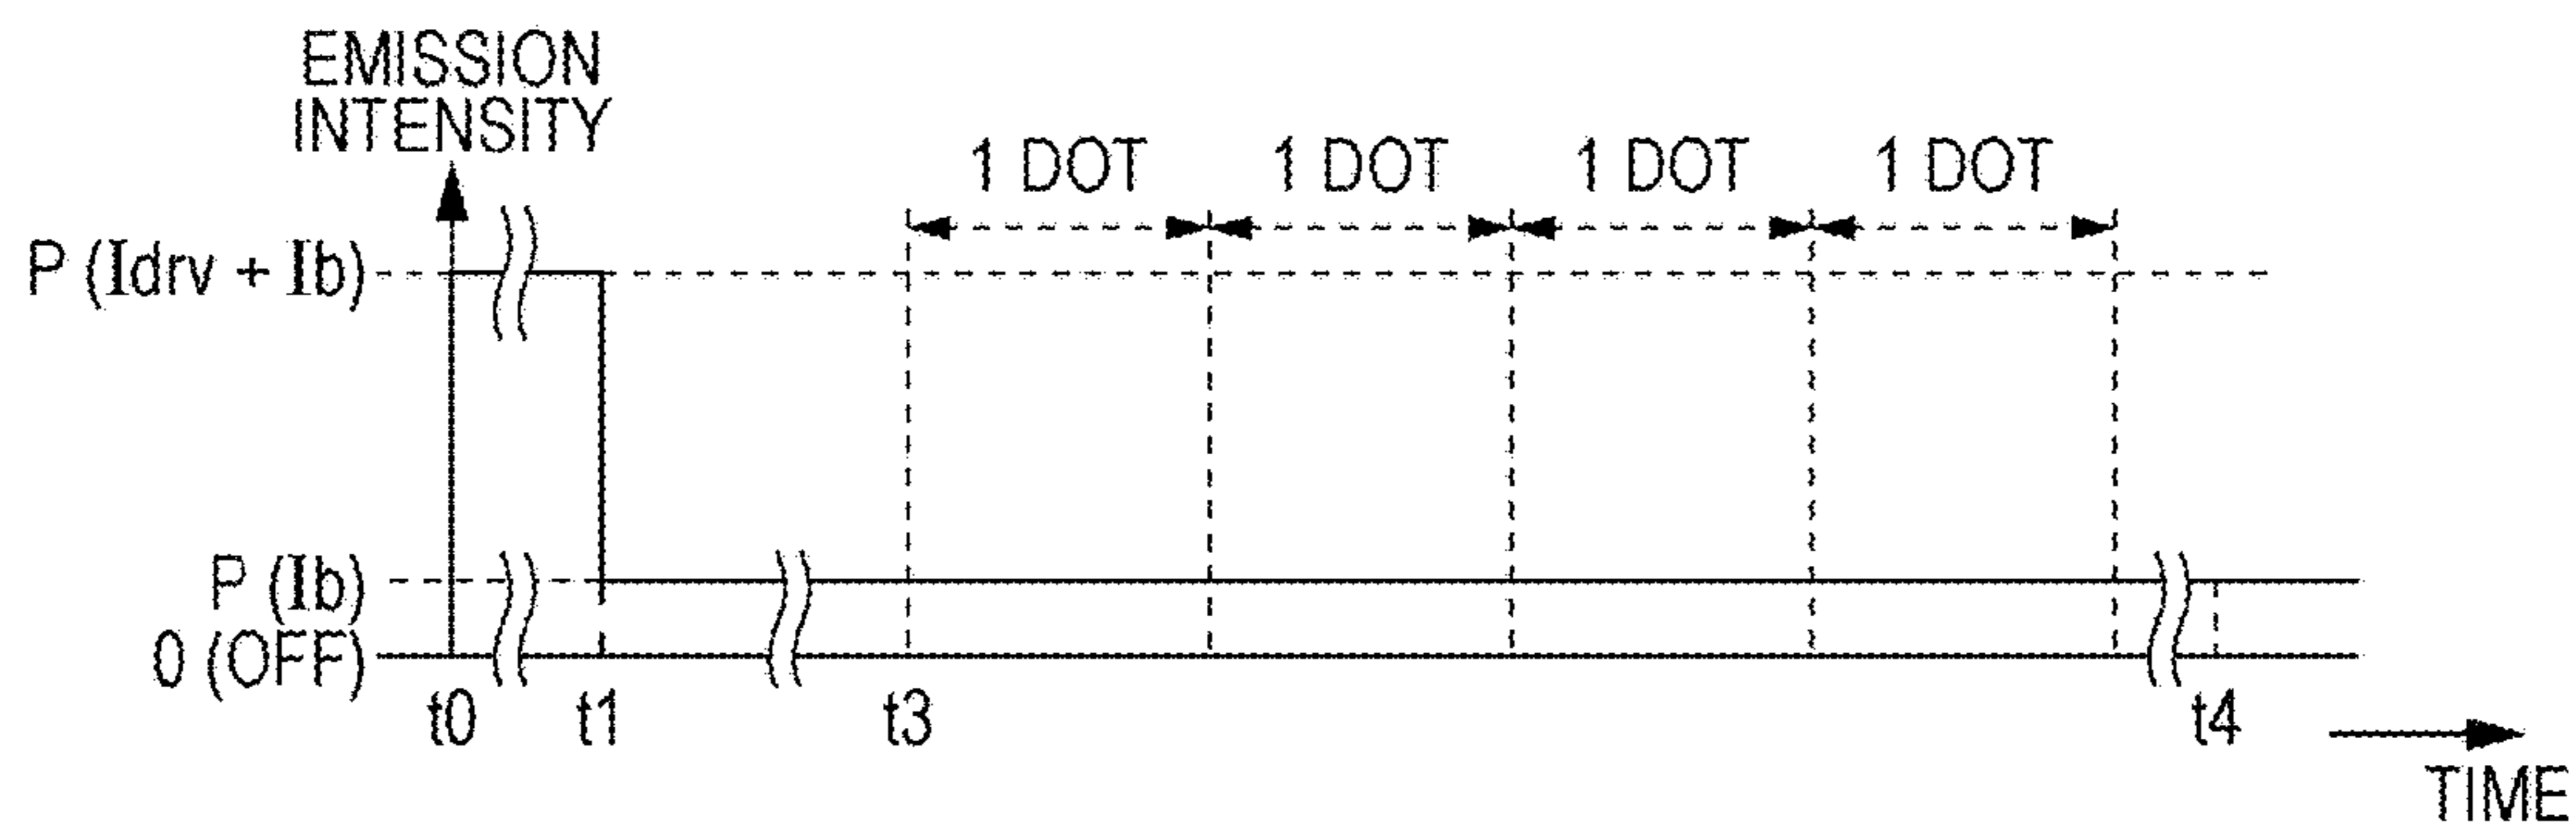 EMISSION
INTENSITY
1 DOT 1 DOT 1 DOT 1 DOT
P (Idrv + Ib)
P (Ib)
0 (OFF)
t0 t1 t3 t4
TIME